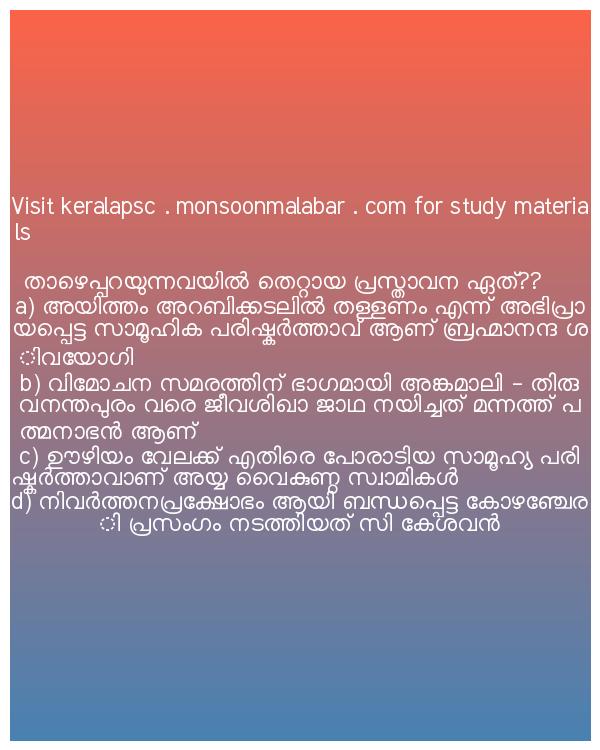 Visit keralapsc . monsoonmalabar . com for study materia
ls
താഴെപ്പറയുന്നവയിൽ തെറ്റായ പ്രസ്താവന ഏത്??
a) അയിത്തം അറബിക്കടലിൽ തള്ളണം എന്ന് അഭിപ്രാ
യപ്പെട്ട സാമൂഹിക പരിഷ്കർത്താവ് ആണ് ബ്രഹ്മാനന്ദ ശ
ിവയോഗി
b) വിമോചന സമരത്തിന് ഭാഗമായി അങ്കമാലി - തിരു
വനന്തപുരം വരെ ജീവശിഖാ ജാഥ നയിച്ചത് മന്നത്ത് പ
ത്മനാഭൻ ആണ്
c) ഊഴിയം വേലക്ക് എതിരെ പോരാടിയ സാമൂഹ്യ പരി
ഷ്കർത്താവാണ് അയ്യ വൈകുണ്ഠ സ്വാമികൾ
d) നിവർത്തനപ്രക്ഷോഭം ആയി ബന്ധപ്പെട്ട കോഴഞ്ചേര
ി പ്രസംഗം നടത്തിയത് സി കേശവൻ